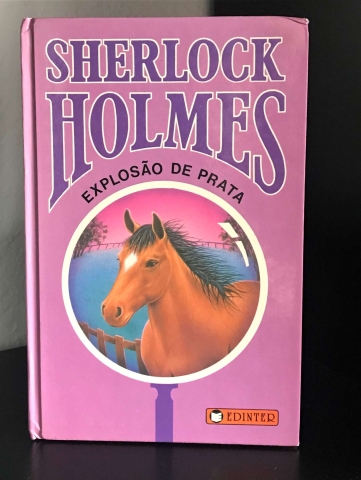 SHERLOCK
HOLMES
EXPLOSÃO DE PRATA
EDINTER